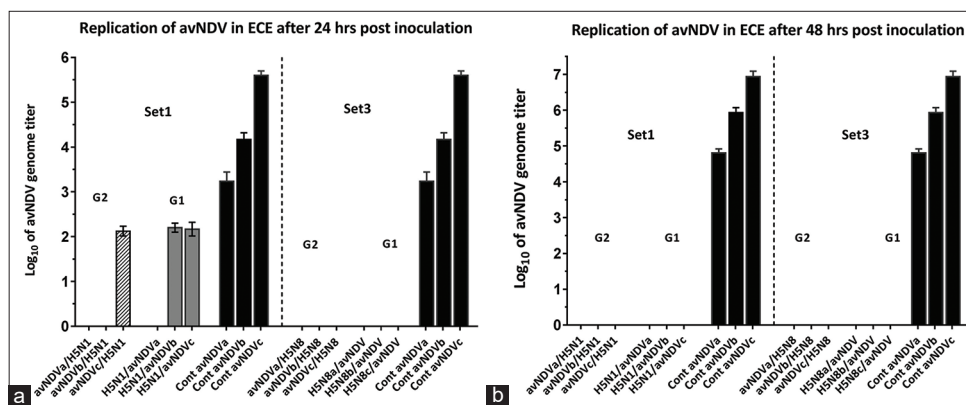 Replication of avNDV in ECE after 24 hrs post inoculation
Log10 of avNDV genome titer
6
5
4
3
2
1
0
Set1
Set3
G2
G1
G2
G1
avNDVa/H5N1
avNDVb/H5N1
avNDVc/H5N1
H5N1/avNDVa
H5N1/avNDVb
H5N1/avNDVc
Cont avNDVa
Cont avNDVb
Cont avNDVc
avNDVa/H5N8
avNDVb/H5N8
avNDVc/H5N8
H5N8a/avNDV
H5N8b/avNDV
H5N8c/avNDV
Cont avNDVa
Cont avNDVb
Cont avNDVc
a
Replication of avNDV in ECE after 48 hrs post inoculation
Log10 of avNDV genome titer
7
6
5
4
3
2
1
0
Set1
Set3
G2
G1
G2
G1
avNDVa/H5N1
avNDVb/H5N1
avNDVc/H5N1
H5N1/avNDVa
H5N1/avNDVb
H5N1/avNDVc
Cont avNDVa
Cont avNDVb
Cont avNDVc
avNDVa/H5N8
avNDVb/H5N8
avNDVc/H5N8
H5N8a/avNDV
H5N8b/avNDV
H5N8c/avNDV
Cont avNDVa
Cont avNDVb
Cont avNDVc
b